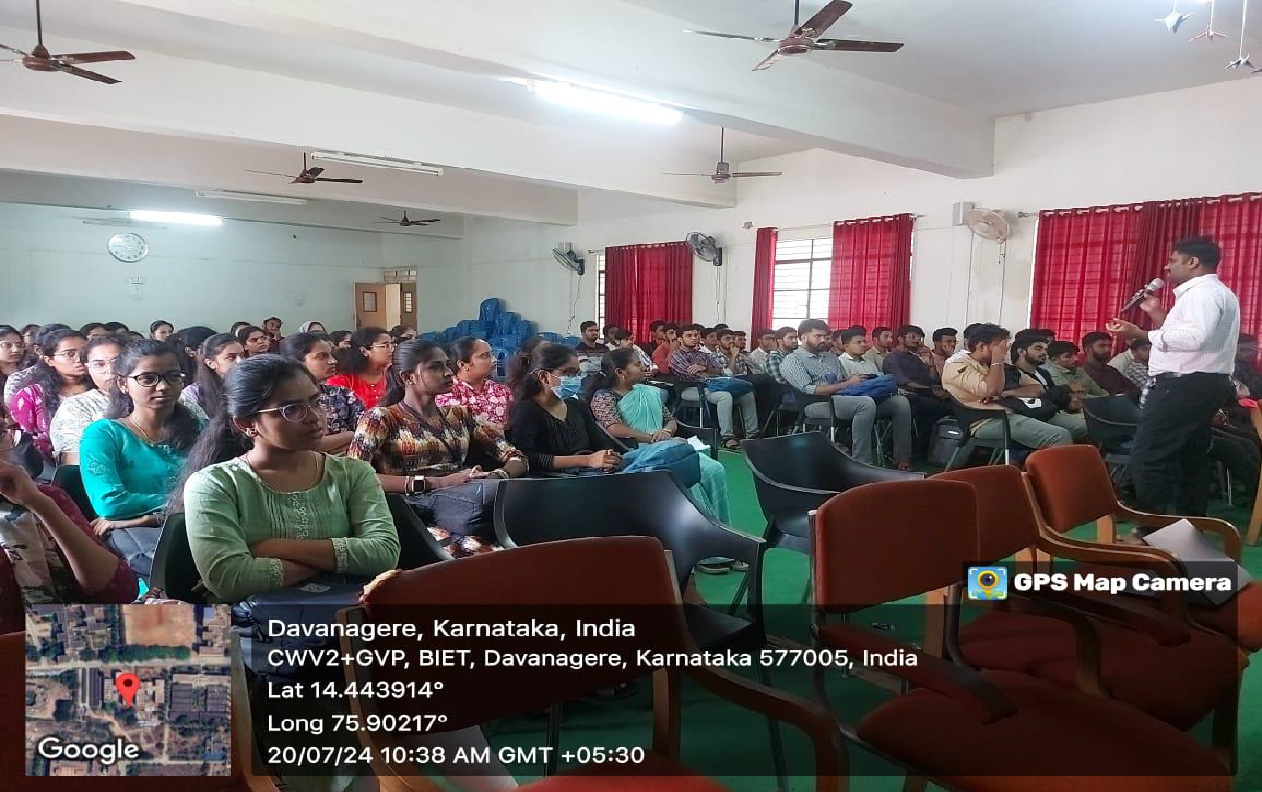 GPS Map Camera
Davanagere, Karnataka, India
CWV2+GVP, BIET, Davanagere, Karnataka 577005, India
Lat 14.443914°
Long 75.90217°
20/07/24 10:38 AM GMT +05:30
Google